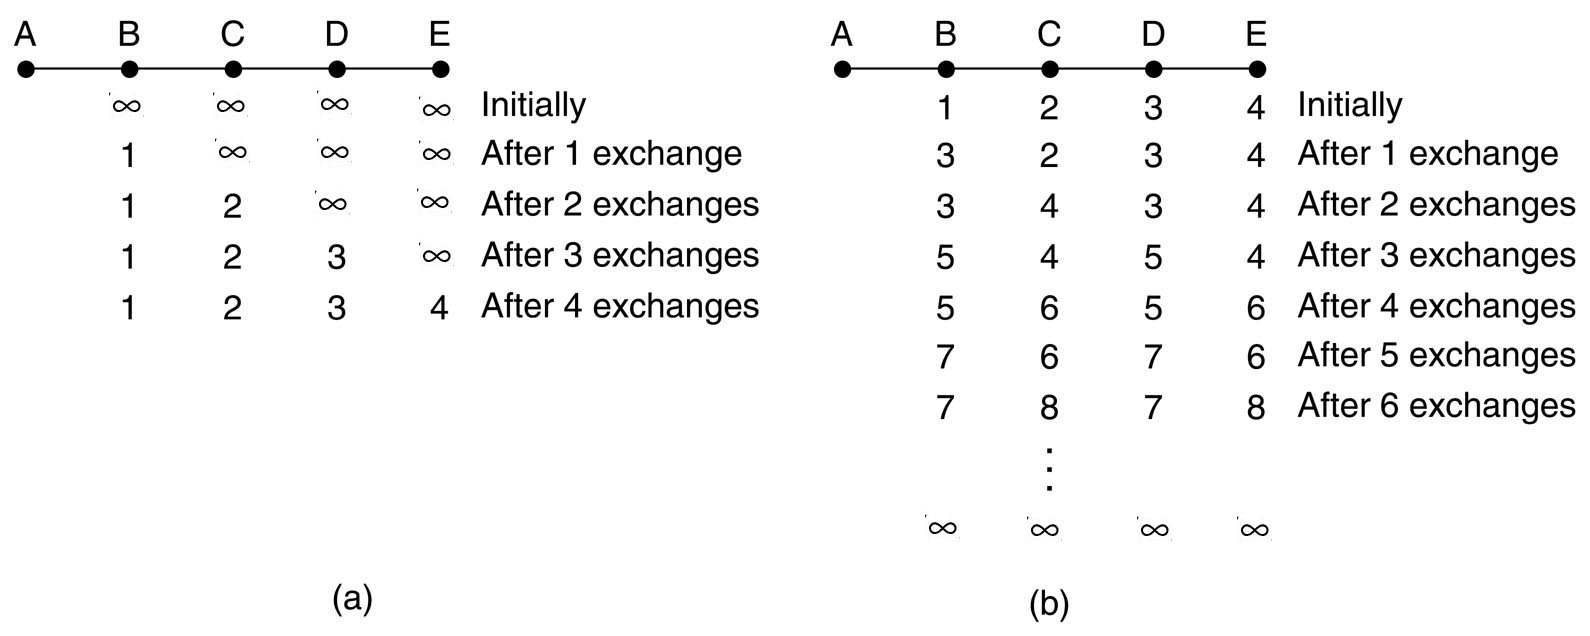 A B C D E
∞ ∞ ∞ ∞ Initially
1 ∞ ∞ ∞ After 1 exchange
1 2 ∞ ∞ After 2 exchanges
1 2 3 ∞ After 3 exchanges
1 2 3 4 After 4 exchanges
(a)
A B C D E
1 2 3 4 Initially
3 2 3 4 After 1 exchange
3 4 3 4 After 2 exchanges
5 4 5 4 After 3 exchanges
5 6 5 6 After 4 exchanges
7 6 7 6 After 5 exchanges
7 8 7 8 After 6 exchanges
⋮
∞ ∞ ∞ ∞
(b)